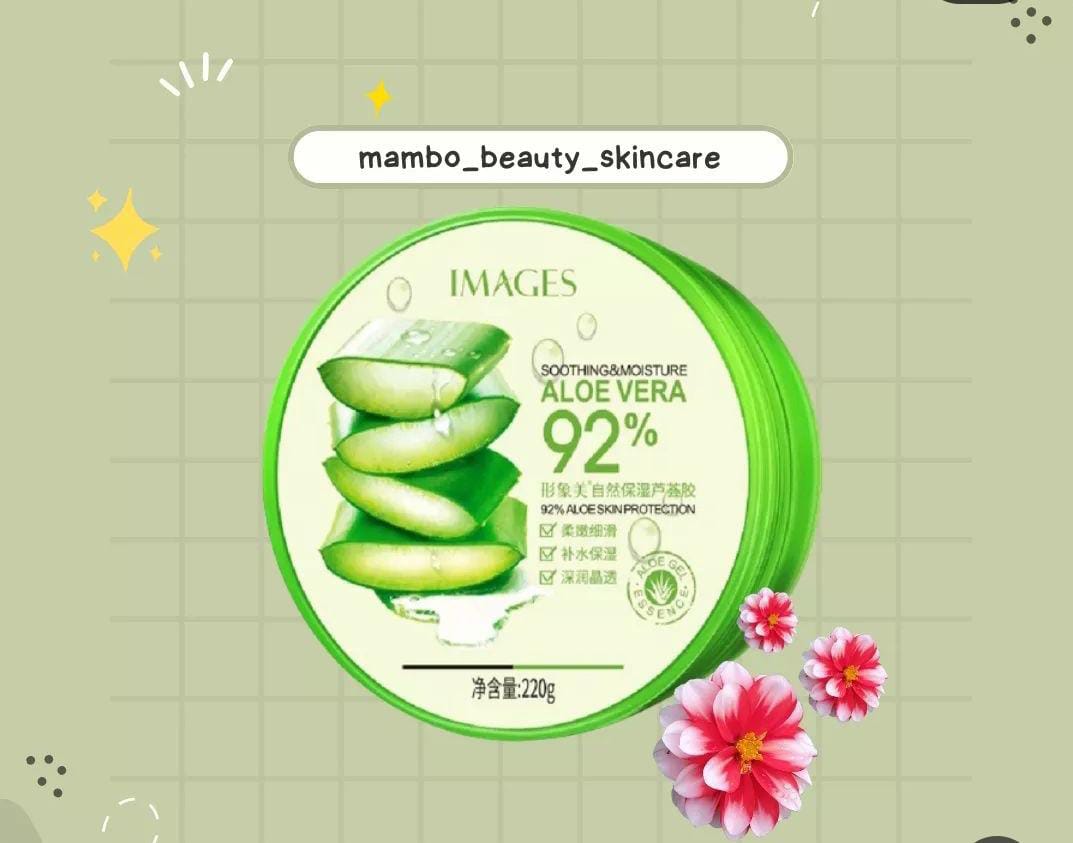 mambo_beauty_skincare
IMAGES
SOOTHING&MOISTURE
ALOE VERA
92%
形象美®自然保湿芦荟胶
92% ALOE SKIN PROTECTION
柔嫩细滑
补水保湿
深润晶透
ALOE GEL
ESSENCE
净含量:220g